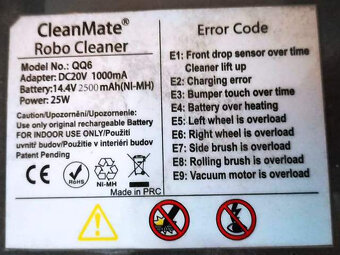 CleanMate®
Robo Cleaner
Model No.: QQ6
Adapter: DC20V 1000mA
Battery:14.4V 2500 mAh(Ni-MH)
Power: 25W
Caution/Upozornění/Upozornenie:
Use only original rechargeable Battery
FOR INDOOR USE ONLY/Použití
uvnitř budov/Použitie v interiéri budov
Patent Pending
CE
RoHS
Ni-MH
Made in PRC
Error Code
E1: Front drop sensor over time
Cleaner lift up
E2: Charging error
E3: Bumper touch over time
E4: Battery over heating
E5: Left wheel is overload
E6: Right wheel is overload
E7: Side brush is overload
E8: Rolling brush is overload
E9: Vacuum motor is overload